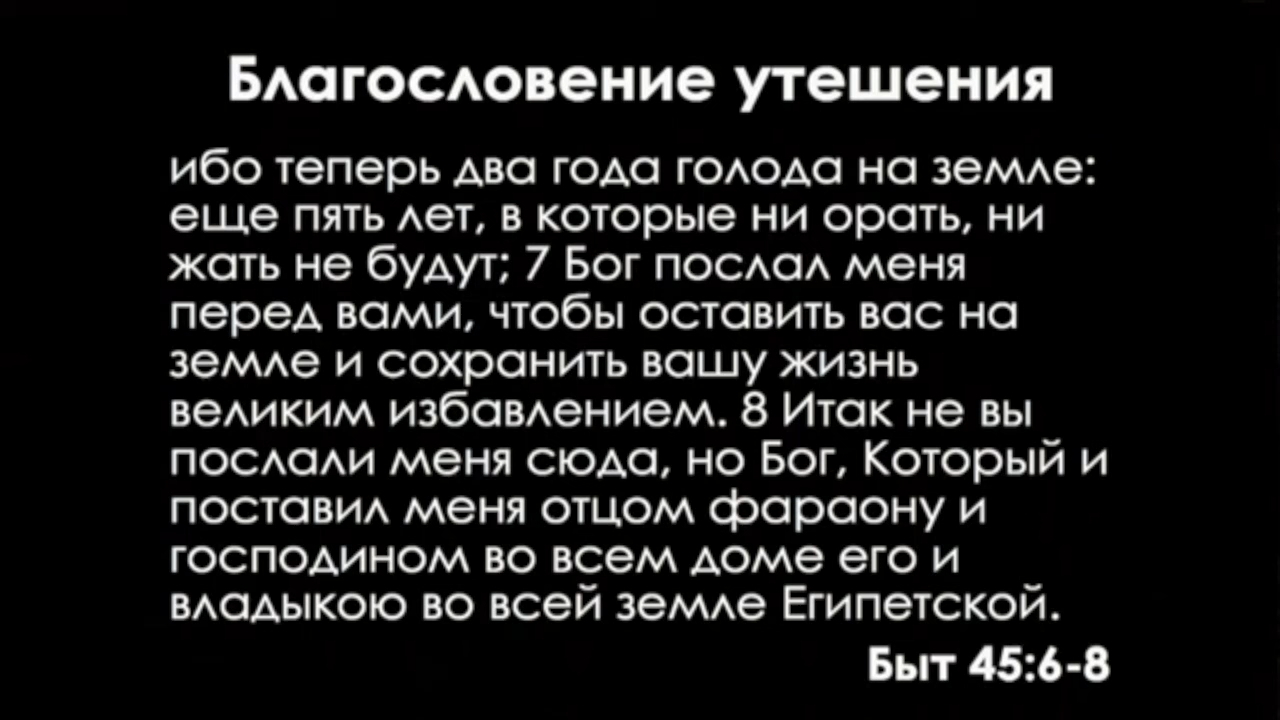 Благословение утешения
ибо теперь два года голода на земле:
еще пять лет, в которые ни орать, ни
жать не будут; 7 Бог послал меня
перед вами, чтобы оставить вас на
земле и сохранить вашу жизнь
великим избавлением. 8 Итак не вы
послали меня сюда, но Бог, Который и
поставил меня отцом фараону и
господином во всем доме его и
владыкою во всей земле Египетской.
Быт 45:6-8